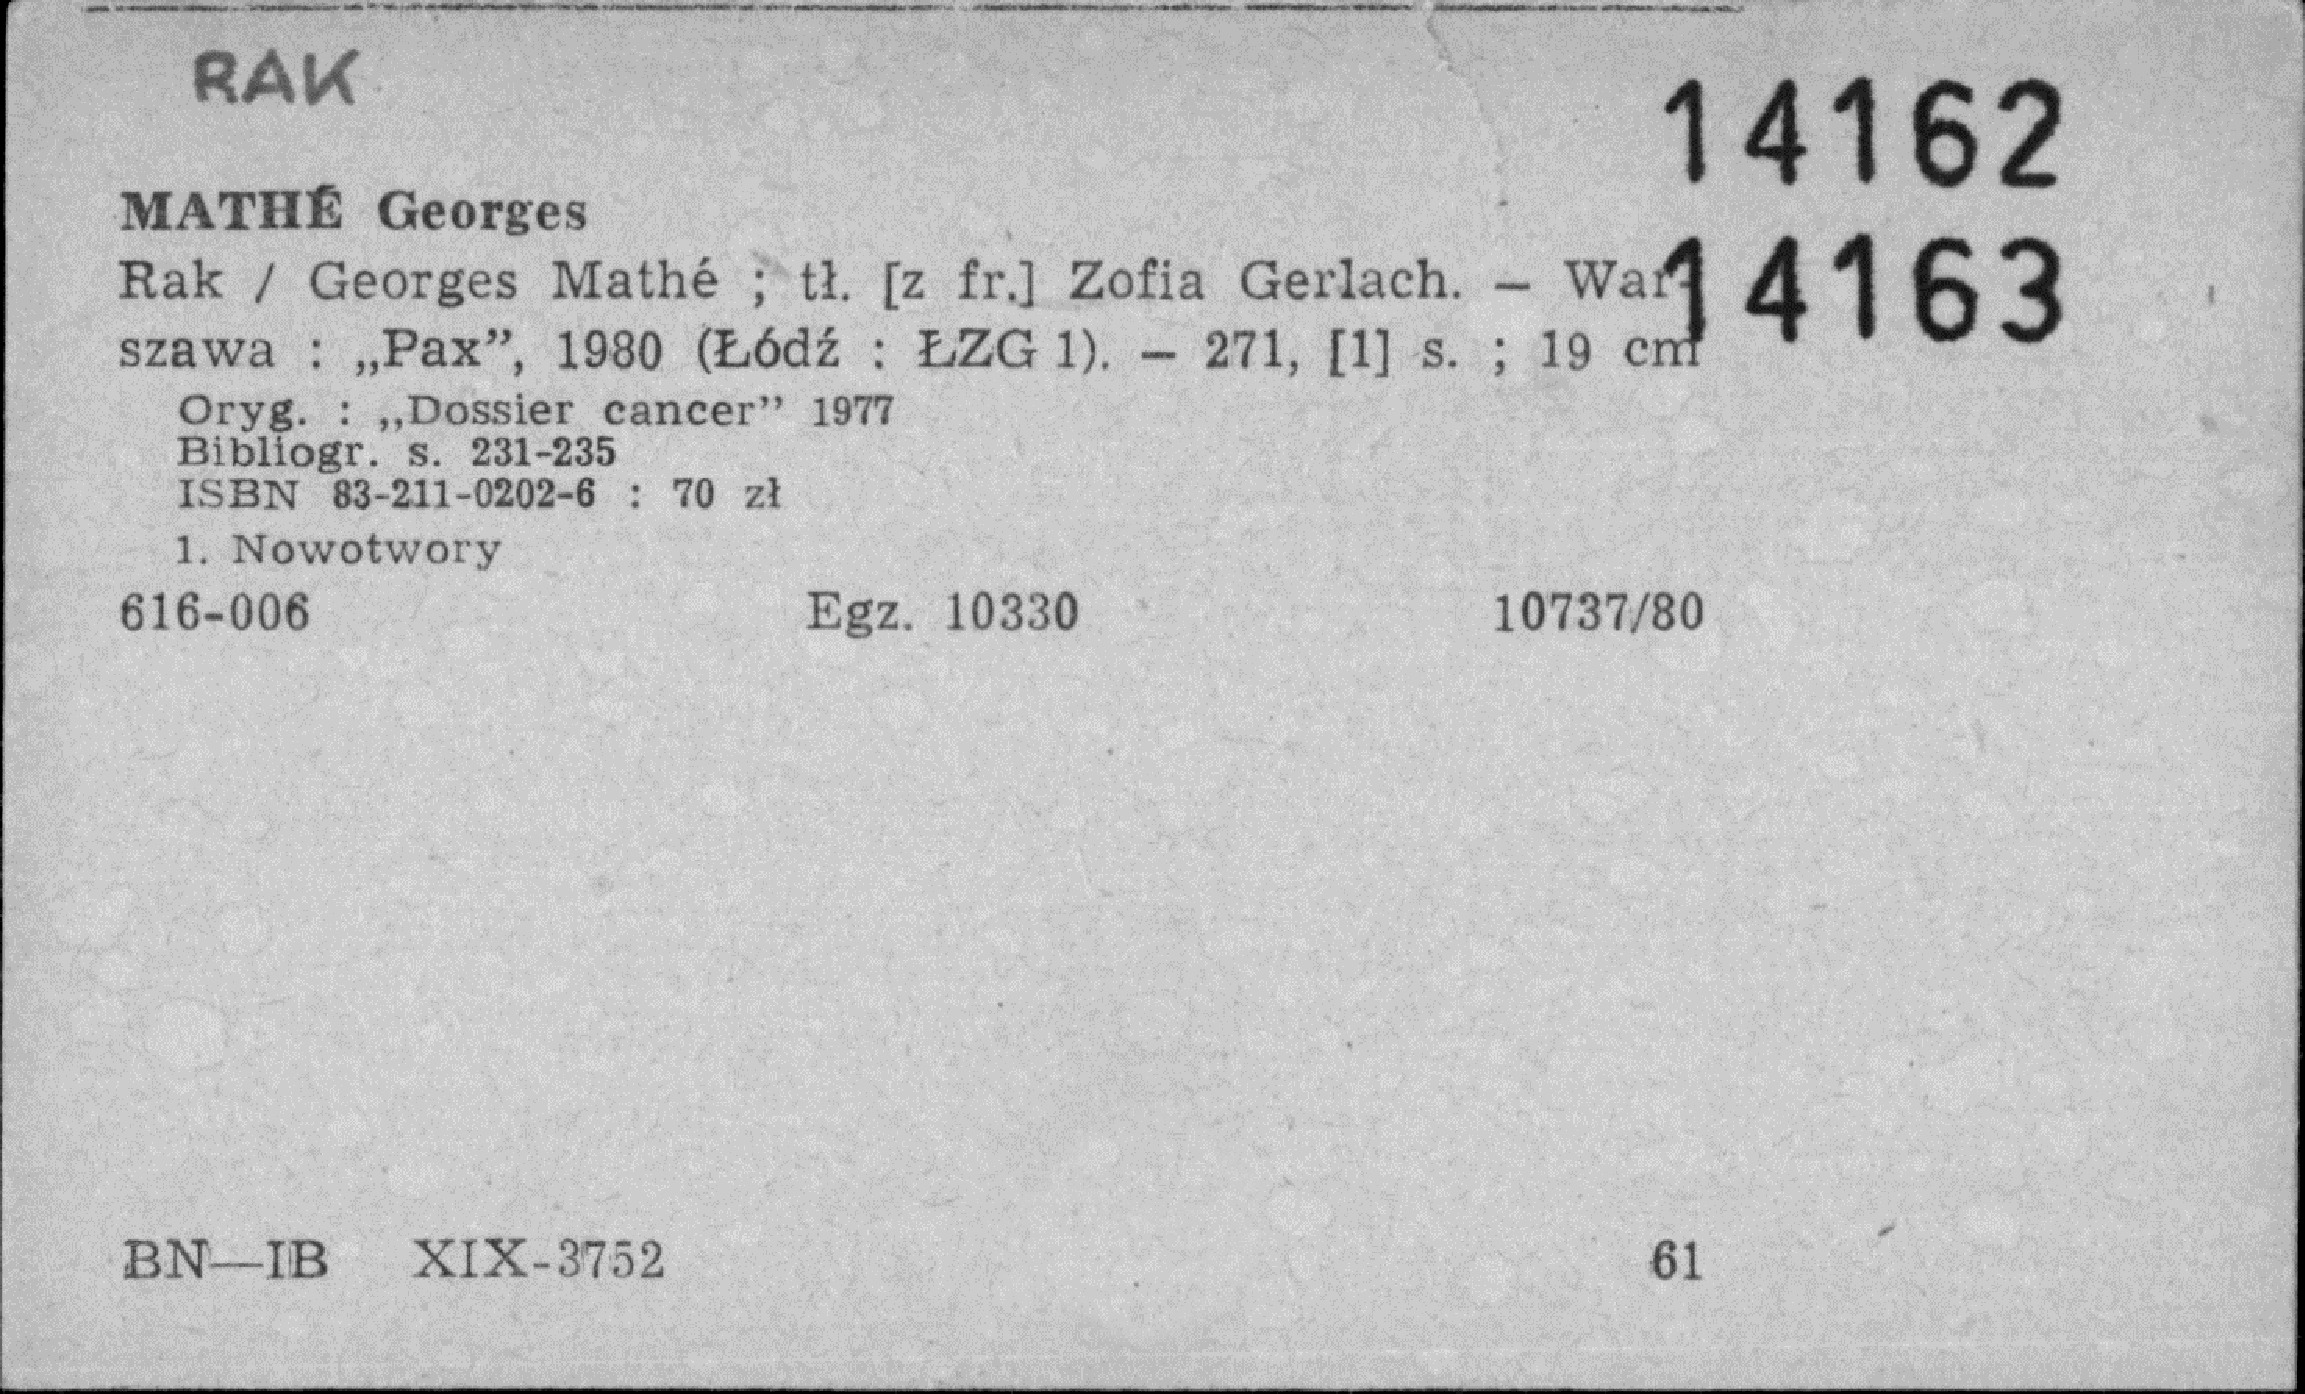 RAK
14162
MATHÉ Georges
14163
Rak / Georges Mathé ; tł. [z fr.] Zofia Gerlach. — War-
szawa : „Pax”, 1980 (Łódź : ŁZG 1). — 271, [1] s. ; 19 cm
Oryg. : „Dossier cancer” 1977
Bibliogr. s. 231-235
ISBN 83-211-0202-6 : 70 zł
1. Nowotwory
616-006 Egz. 10330 10737/80
BN—IB XIX-3752 61